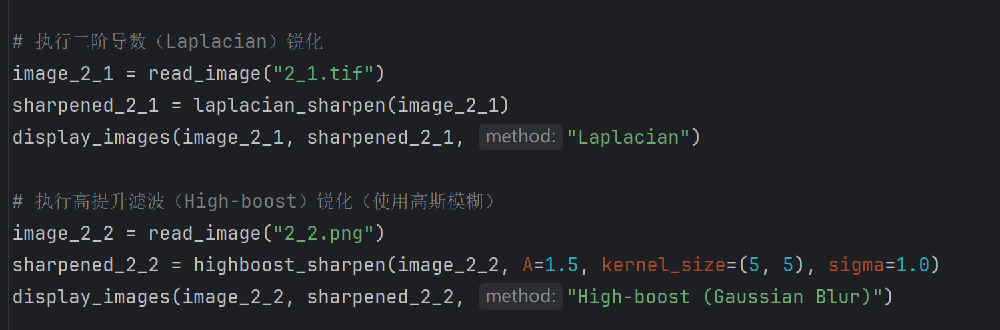 # 执行二阶导数（Laplacian）锐化
image_2_1 = read_image("2_1.tif")
sharpened_2_1 = laplacian_sharpen(image_2_1)
display_images(image_2_1, sharpened_2_1, method: "Laplacian")
# 执行高提升滤波（High-boost）锐化（使用高斯模糊）
image_2_2 = read_image("2_2.png")
sharpened_2_2 = highboost_sharpen(image_2_2, A=1.5, kernel_size=(5, 5), sigma=1.0)
display_images(image_2_2, sharpened_2_2, method: "High-boost (Gaussian Blur)")